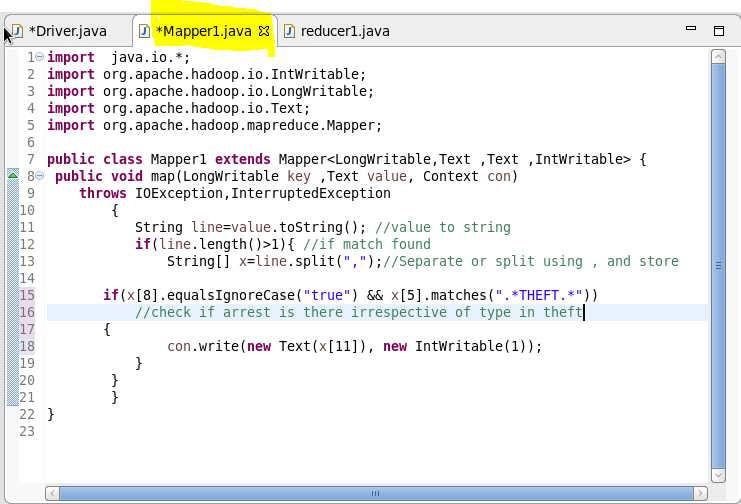 *Driver.java *Mapper1.java reducer1.java
1 import  java.io.*;
2 import org.apache.hadoop.io.IntWritable;
3 import org.apache.hadoop.io.LongWritable;
4 import org.apache.hadoop.io.Text;
5 import org.apache.hadoop.mapreduce.Mapper;
6
7 public class Mapper1 extends Mapper<LongWritable,Text ,Text ,IntWritable> {
8  public void map(LongWritable key ,Text value, Context con)
9     throws IOException,InterruptedException
10         {
11            String line=value.toString(); //value to string
12            if(line.length()>1){ //if match found
13                String[] x=line.split(",");//Separate or split using , and store
14
15        if(x[8].equalsIgnoreCase("true") && x[5].matches(".*THEFT.*"))
16            //check if arrest is there irrespective of type in theft
17        {
18                con.write(new Text(x[11]), new IntWritable(1));
19            }
20         }
21         }
22 }
23